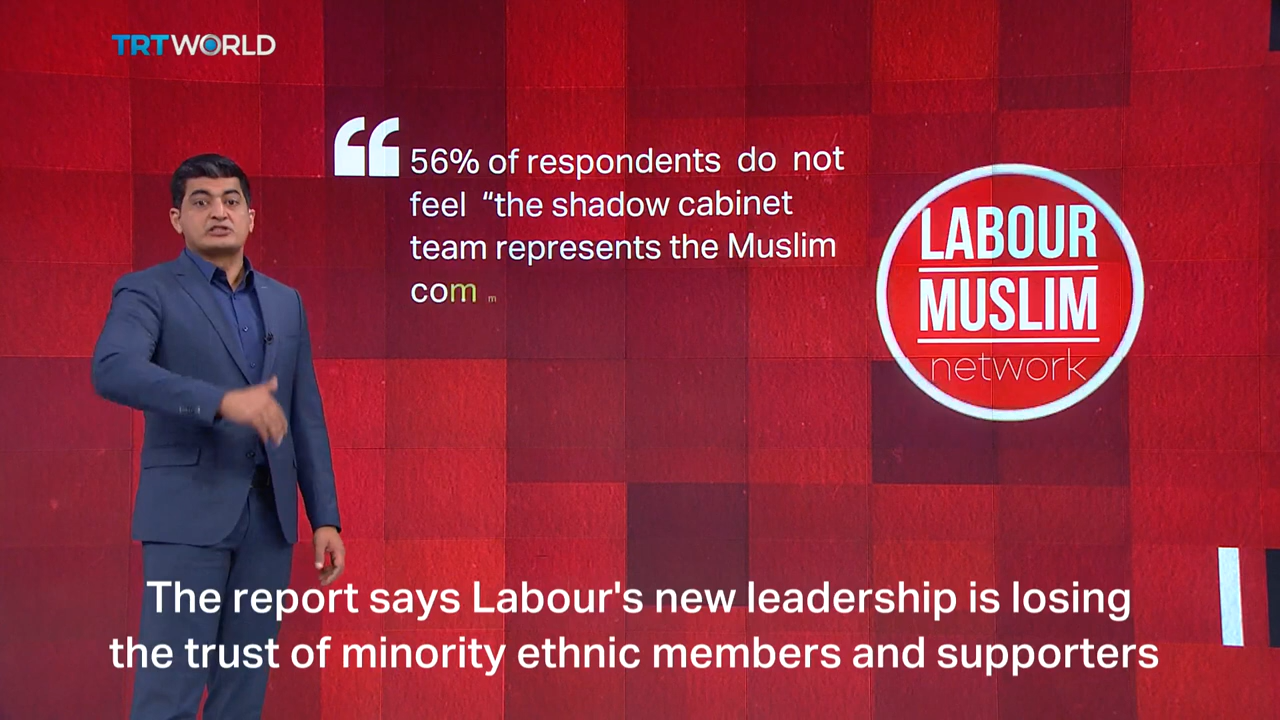 TRTWORLD
“
56% of respondents do not
feel “the shadow cabinet
team represents the Muslim
com m
LABOUR
MUSLIM
network
The report says Labour's new leadership is losing
the trust of minority ethnic members and supporters